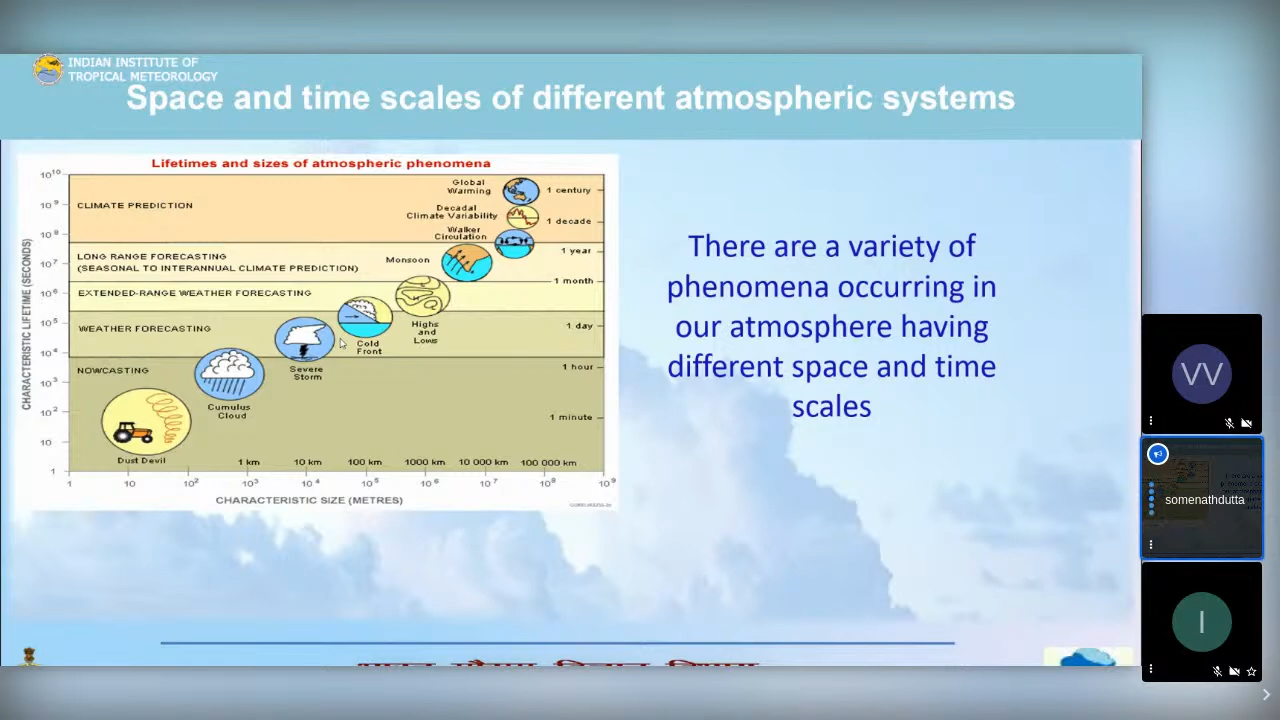 INDIAN INSTITUTE OF
TROPICAL METEOROLOGY
Space and time scales of different atmospheric systems
Lifetimes and sizes of atmospheric phenomena
CHARACTERISTIC LIFETIME (SECONDS)
10¹⁰
10⁹
10⁸
10⁷
10⁶
10⁵
10⁴
10³
10²
10
1
CLIMATE PREDICTION
LONG RANGE FORECASTING
(SEASONAL TO INTERANNUAL CLIMATE PREDICTION)
EXTENDED-RANGE WEATHER FORECASTING
WEATHER FORECASTING
NOWCASTING
Global
Warming
Decadal
Climate Variability
Walker
Circulation
Monsoon
Highs
and
Lows
Cold
Front
Severe
Storm
Cumulus
Cloud
Dust Devil
1 century
1 decade
1 year
1 month
1 day
1 hour
1 minute
1 km 10 km 100 km 1000 km 10 000 km 100 000 km
1 10 10² 10³ 10⁴ 10⁵ 10⁶ 10⁷ 10⁸ 10⁹
CHARACTERISTIC SIZE (METRES)
There are a variety of
phenomena occurring in
our atmosphere having
different space and time
scales
VV
somenathdutta
I